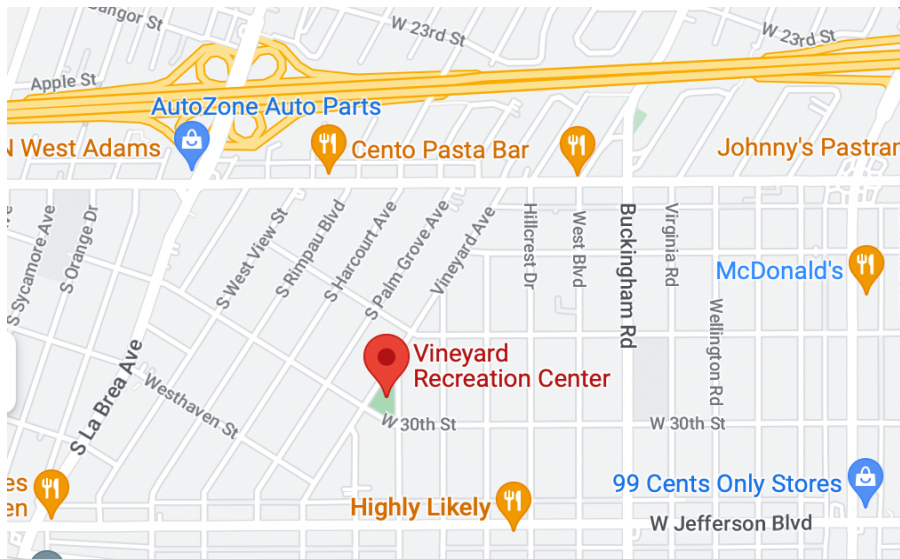 Bangor St
W 23rd St
W 23rd St
Apple St
AutoZone Auto Parts
N West Adams
Cento Pasta Bar
Johnny's Pastrar
S Sycamore Ave
S Orange Dr
S West View St
S Rimpau Blvd
S Harcourt Ave
S Palm Grove Ave
Vineyard Ave
Hillcrest Dr
West Blvd
Buckingham Rd
Virginia Rd
McDonald's
Wellington Rd
S La Brea Ave
Westhaven St
Vineyard
Recreation Center
W 30th St
W 30th St
es
en
Highly Likely
99 Cents Only Stores
W Jefferson Blvd